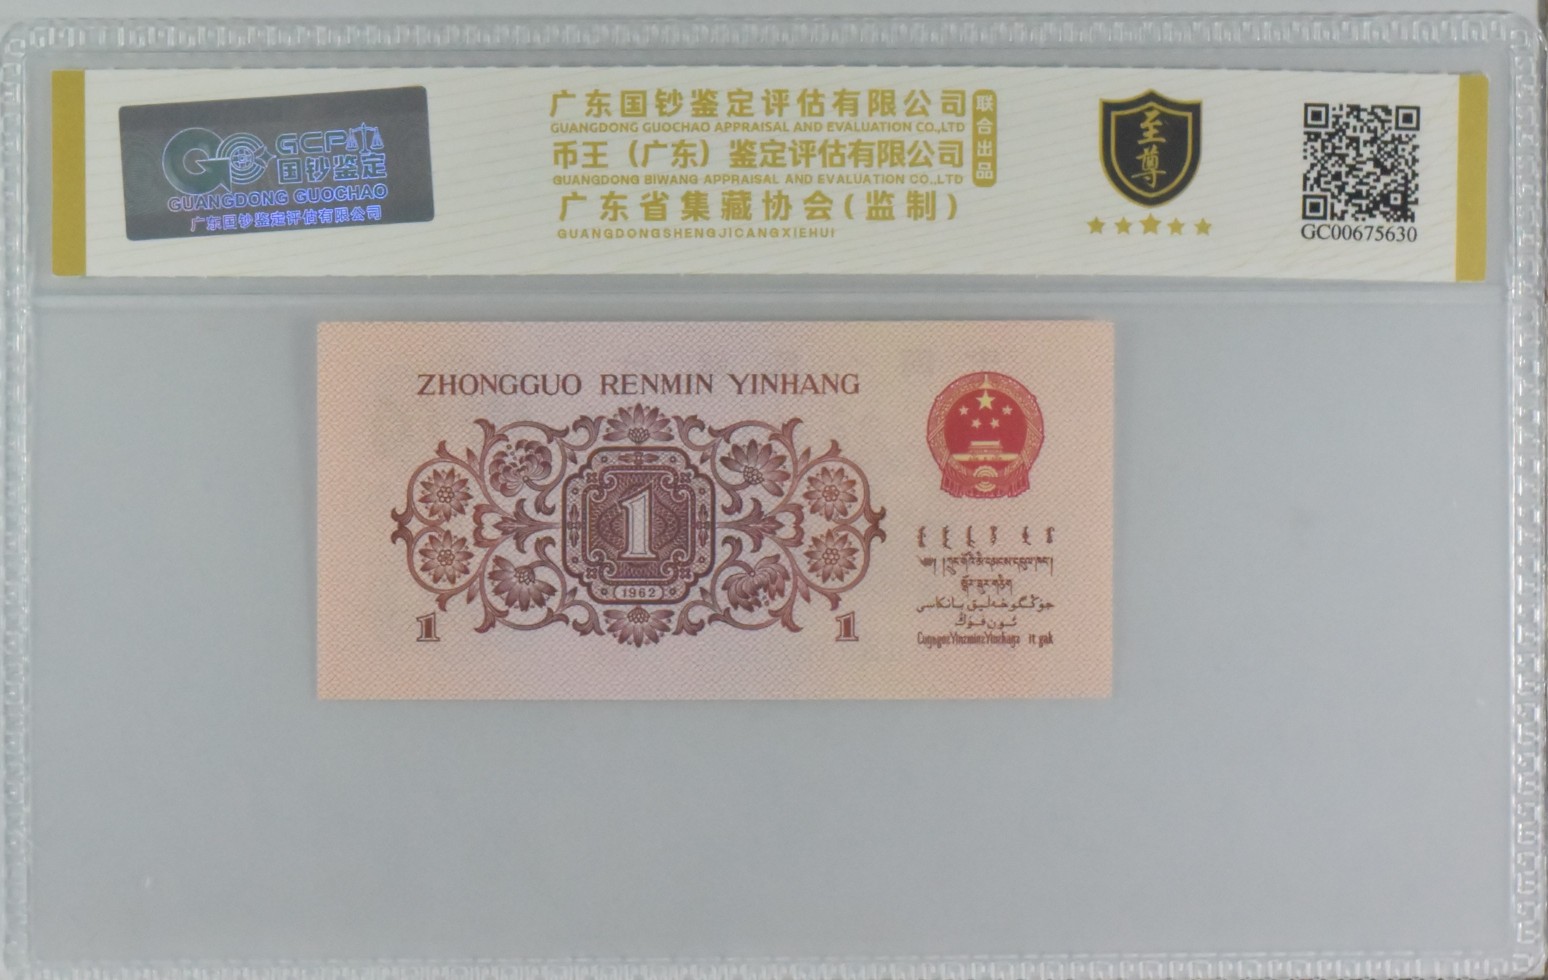 GCP
国钞鉴定
GUANGDONG GUOCHAO
广东国钞鉴定评估有限公司
广东国钞鉴定评估有限公司
GUANGDONG GUOCHAO APPRAISAL AND EVALUATION CO.,LTD
币王（广东）鉴定评估有限公司
GUANGDONG BIWANG APPRAISAL AND EVALUATION CO.,LTD
广东省集藏协会(监制)
GUANGDONGSHENGJICANGXIEHUI
联合出品
至尊
GC00675630
ZHONGGUO RENMIN YINHANG
1
1962
1
1
جۇڭگو خەلىق بانكىسى